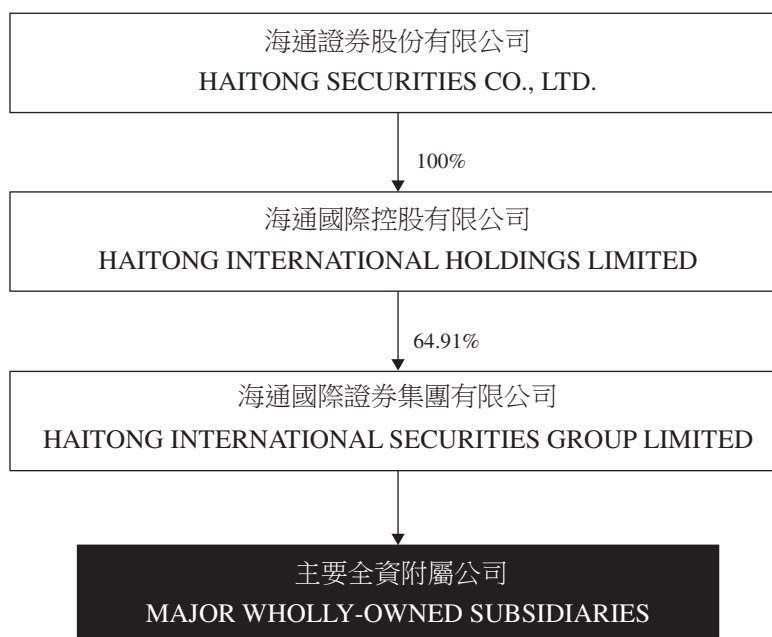 海通證券股份有限公司
HAITONG SECURITIES CO., LTD.
100%
海通國際控股有限公司
HAITONG INTERNATIONAL HOLDINGS LIMITED
64.91%
海通國際證券集團有限公司
HAITONG INTERNATIONAL SECURITIES GROUP LIMITED
主要全資附屬公司
MAJOR WHOLLY-OWNED SUBSIDIARIES